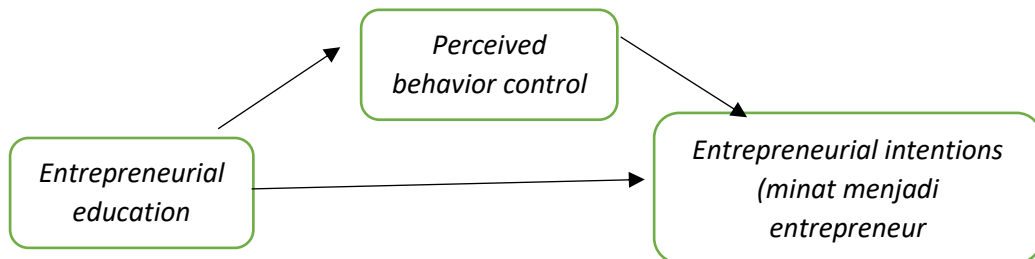 Perceived
behavior control
Entrepreneurial
education
Entrepreneurial intentions
(minat menjadi
entrepreneur